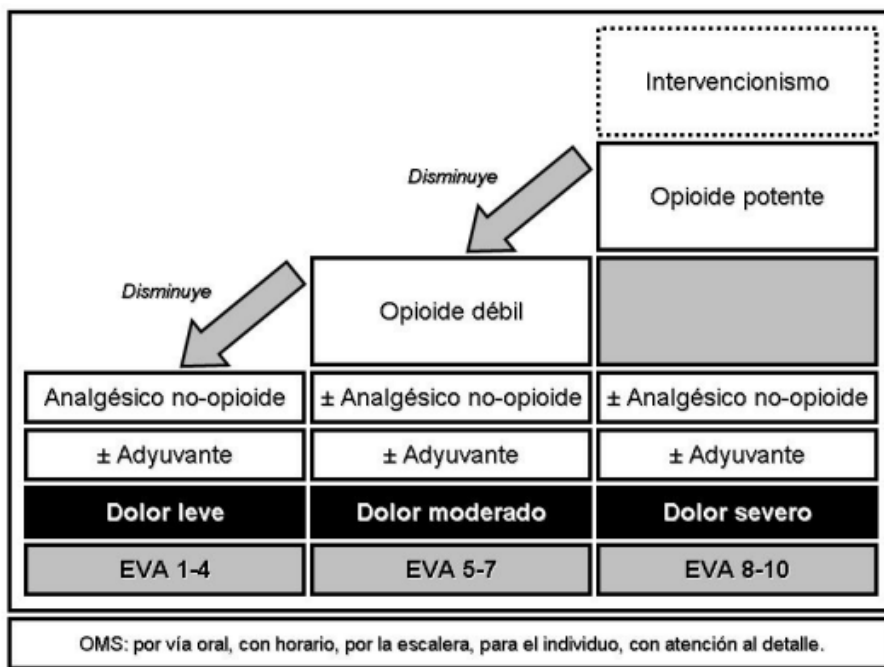 Intervencionismo
Disminuye
Opioide potente
Disminuye
Opioide débil
Analgésico no-opioide
± Analgésico no-opioide
± Analgésico no-opioide
± Adyuvante
± Adyuvante
± Adyuvante
Dolor leve
Dolor moderado
Dolor severo
EVA 1-4
EVA 5-7
EVA 8-10
OMS: por vía oral, con horario, por la escalera, para el individuo, con atención al detalle.